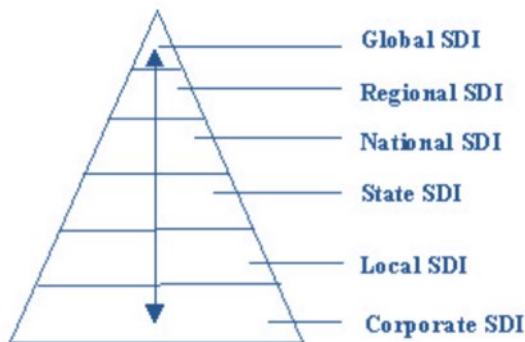 Global SDI
Regional SDI
National SDI
State SDI
Local SDI
Corporate SDI